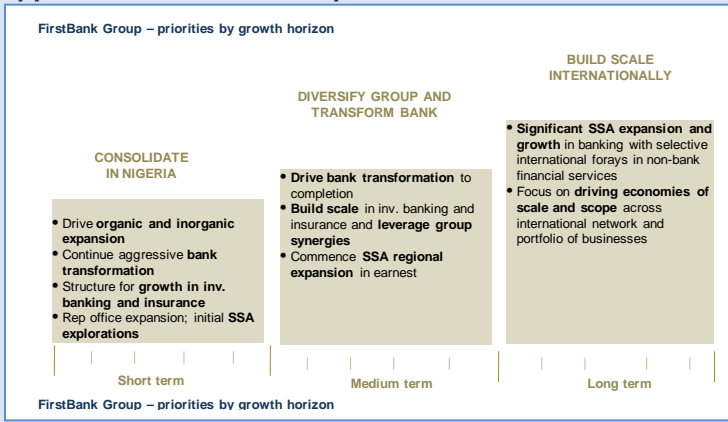 FirstBank Group – priorities by growth horizon
BUILD SCALE
INTERNATIONALLY
DIVERSIFY GROUP AND
TRANSFORM BANK
CONSOLIDATE
IN NIGERIA
• Drive organic and inorganic
expansion
• Continue aggressive bank
transformation
• Structure for growth in inv.
banking and insurance
• Rep office expansion; initial SSA
explorations
• Drive bank transformation to
completion
• Build scale in inv. banking and
insurance and leverage group
synergies
• Commence SSA regional
expansion in earnest
• Significant SSA expansion and
growth in banking with selective
international forays in non-bank
financial services
• Focus on driving economies of
scale and scope across
international network and
portfolio of businesses
Short term
Medium term
Long term
FirstBank Group – priorities by growth horizon